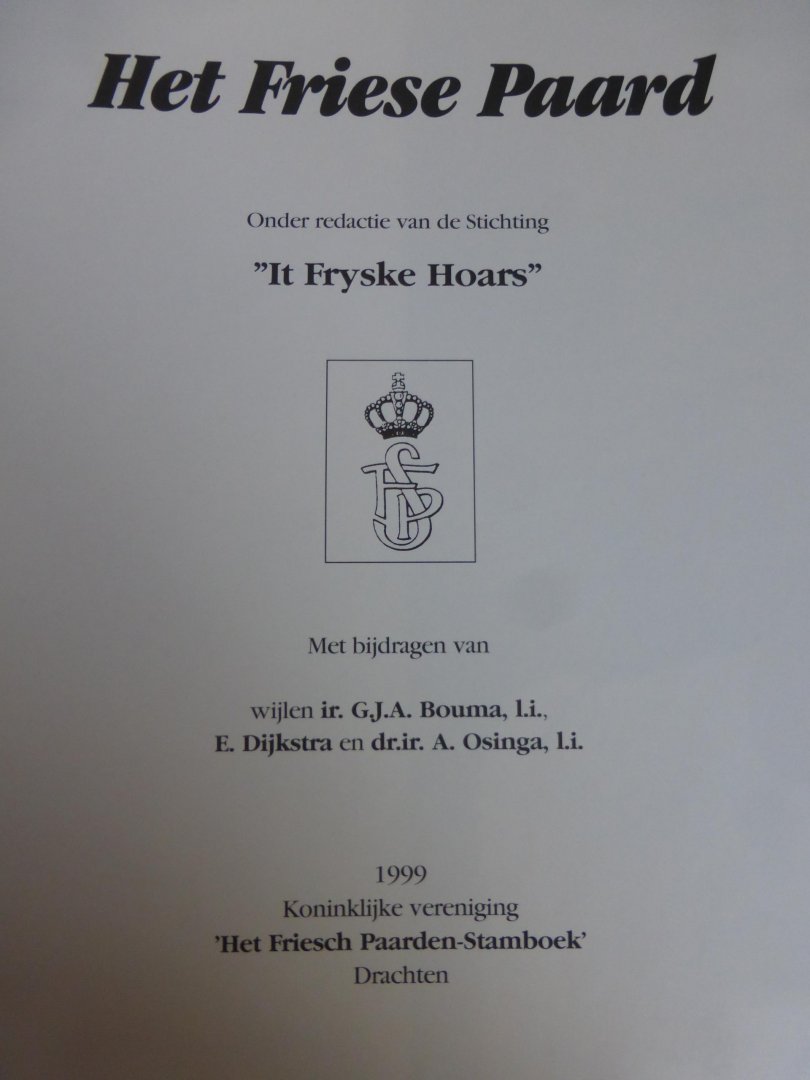 Het Friese Paard
Onder redactie van de Stichting
”It Fryske Hoars”
FPS
Met bijdragen van
wijlen ir. G.J.A. Bouma, l.i.,
E. Dijkstra en dr.ir. A. Osinga, l.i.
1999
Koninklijke vereniging
’Het Friesch Paarden-Stamboek’
Drachten